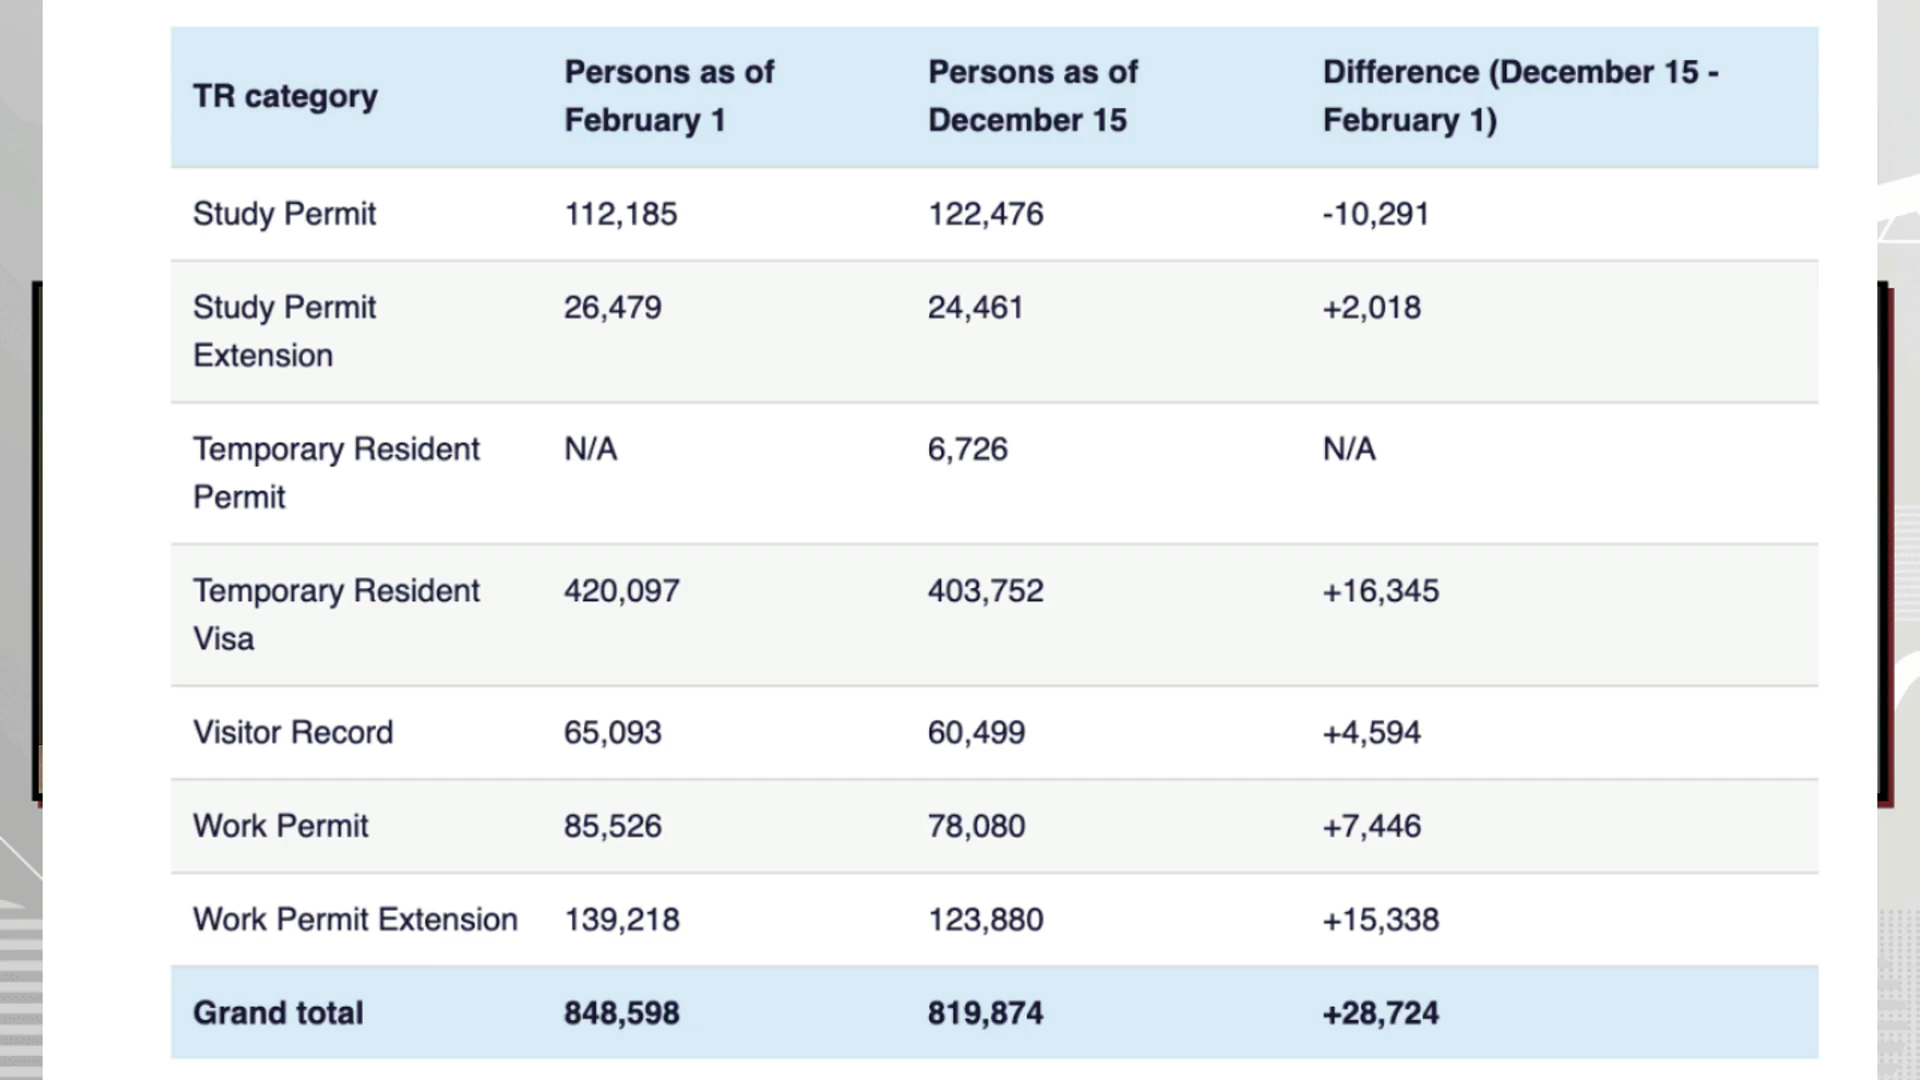 TR category Persons as of February 1 Persons as of December 15 Difference (December 15 - February 1)
Study Permit 112,185 122,476 -10,291
Study Permit Extension 26,479 24,461 +2,018
Temporary Resident Permit N/A 6,726 N/A
Temporary Resident Visa 420,097 403,752 +16,345
Visitor Record 65,093 60,499 +4,594
Work Permit 85,526 78,080 +7,446
Work Permit Extension 139,218 123,880 +15,338
Grand total 848,598 819,874 +28,724